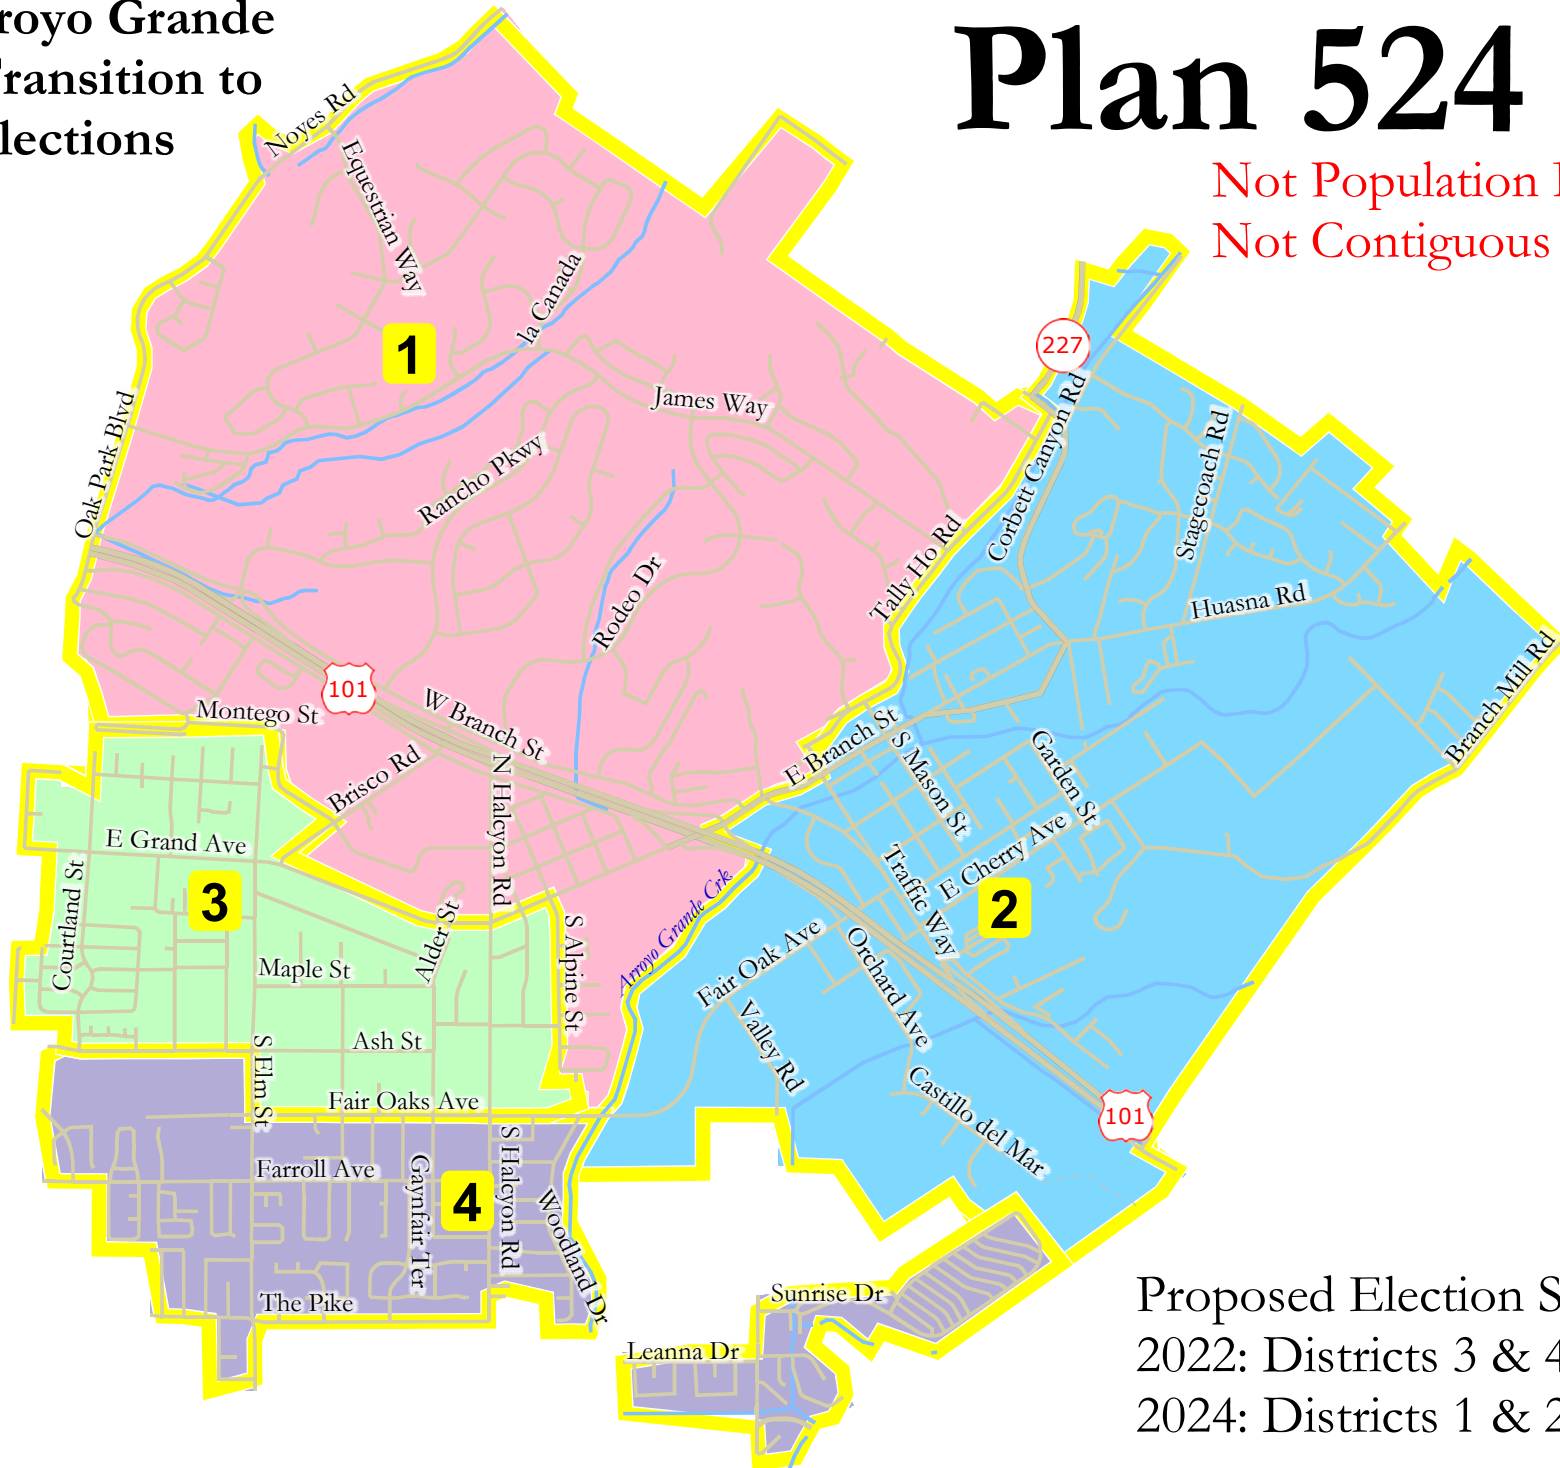 royo Grande
ransition to
lections
Plan 524
Not Population
Not Contiguous
Noyes Rd
Equestrian Way
la Canada
1
227
Oak Park Blvd
James Way
Rancho Pkwy
Corbett Canyon Rd
Stagecoach Rd
Tally Ho Rd
Huasna Rd
Rodeo Dr
Branch Mill Rd
101
Montego St
W Branch St
E Branch St
S Mason St
Garden St
Brisco Rd
N Halcyon Rd
E Grand Ave
E Cherry Ave
Traffic Way
Courtland St
3
2
Arroyo Grande Crk.
Alder St
S Alpine St
Fair Oak Ave
Orchard Ave
Maple St
Valley Rd
Ash St
S Elm St
Castillo del Mar
Fair Oaks Ave
101
Farroll Ave
Gaynfair Ter
4
S Halcyon Rd
Woodland Dr
The Pike
Sunrise Dr
Leanna Dr
Proposed Election S
2022: Districts 3 & 4
2024: Districts 1 & 2